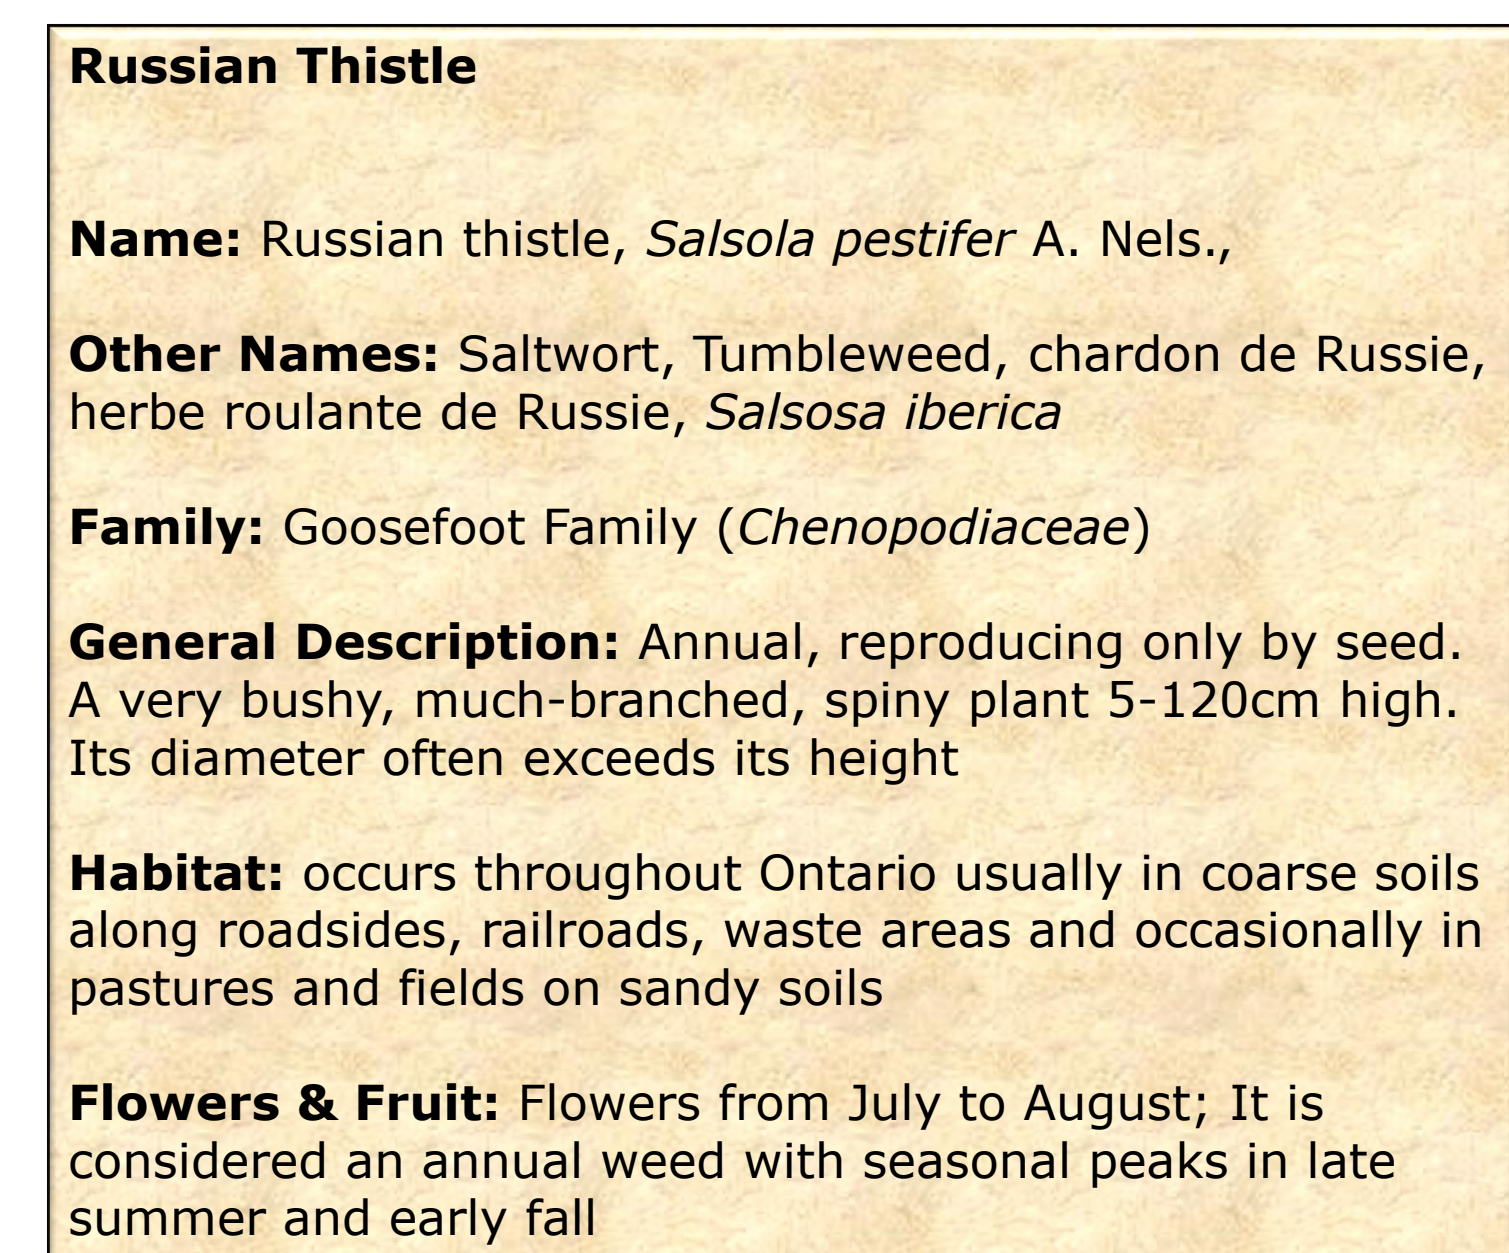 Russian Thistle
Name: Russian thistle, Salsola pestifer A. Nels.,
Other Names: Saltwort, Tumbleweed, chardon de Russie,
herbe roulante de Russie, Salsosa iberica
Family: Goosefoot Family (Chenopodiaceae)
General Description: Annual, reproducing only by seed.
A very bushy, much-branched, spiny plant 5-120cm high.
Its diameter often exceeds its height
Habitat: occurs throughout Ontario usually in coarse soils
along roadsides, railroads, waste areas and occasionally in
pastures and fields on sandy soils
Flowers & Fruit: Flowers from July to August; It is
considered an annual weed with seasonal peaks in late
summer and early fall